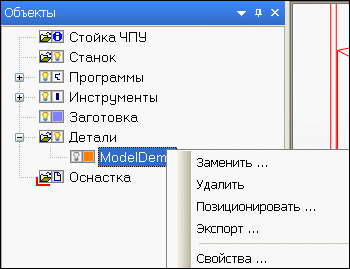 Объекты
Стойка ЧПУ
Станок
Программы
Инструменты
Заготовка
Детали
ModelDem
Оснастка
Заменить ...
Удалить
Позиционировать ...
Экспорт ...
Свойства ...